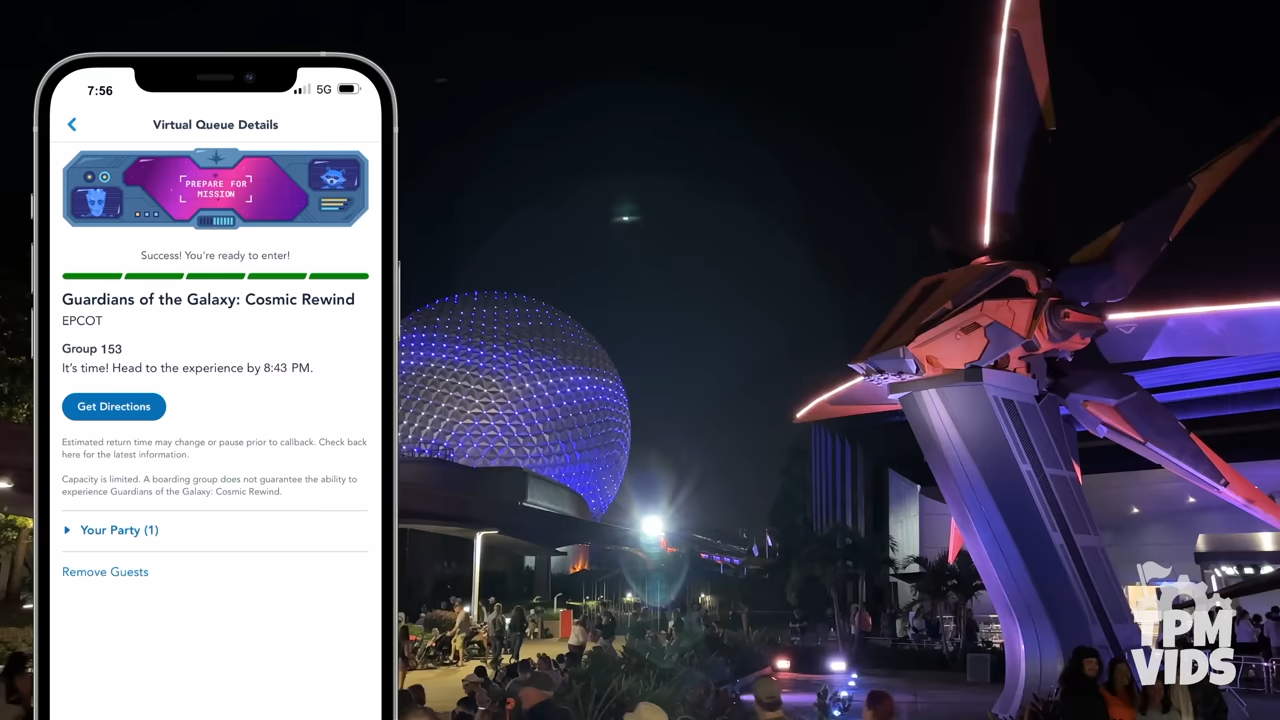 7:56
5G
Virtual Queue Details
PREPARE FOR
MISSION
Success! You're ready to enter!
Guardians of the Galaxy: Cosmic Rewind
EPCOT
Group 153
It's time! Head to the experience by 8:43 PM.
Get Directions
Estimated return time may change or pause prior to callback. Check back
here for the latest information.
Capacity is limited. A boarding group does not guarantee the ability to
experience Guardians of the Galaxy: Cosmic Rewind.
Your Party (1)
Remove Guests
TPM
VIDS